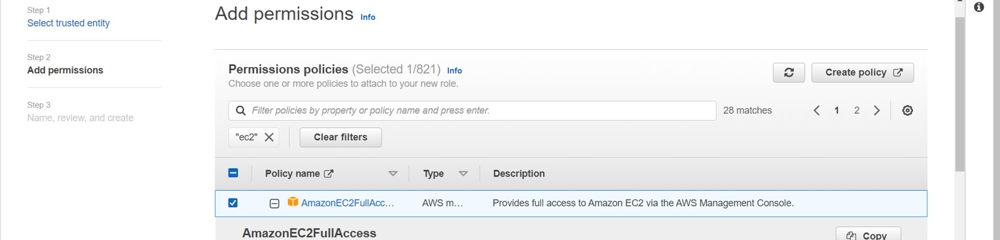 Step 1
Select trusted entity
Step 2
Add permissions
Step 3
Name, review, and create
Add permissions Info
Permissions policies (Selected 1/821) Info
Choose one or more policies to attach to your new role.
Create policy
Filter policies by property or policy name and press enter.
28 matches
1 2
"ec2"
Clear filters
Policy name Type Description
AmazonEC2FullAcc... AWS m... Provides full access to Amazon EC2 via the AWS Management Console.
AmazonEC2FullAccess
Copy